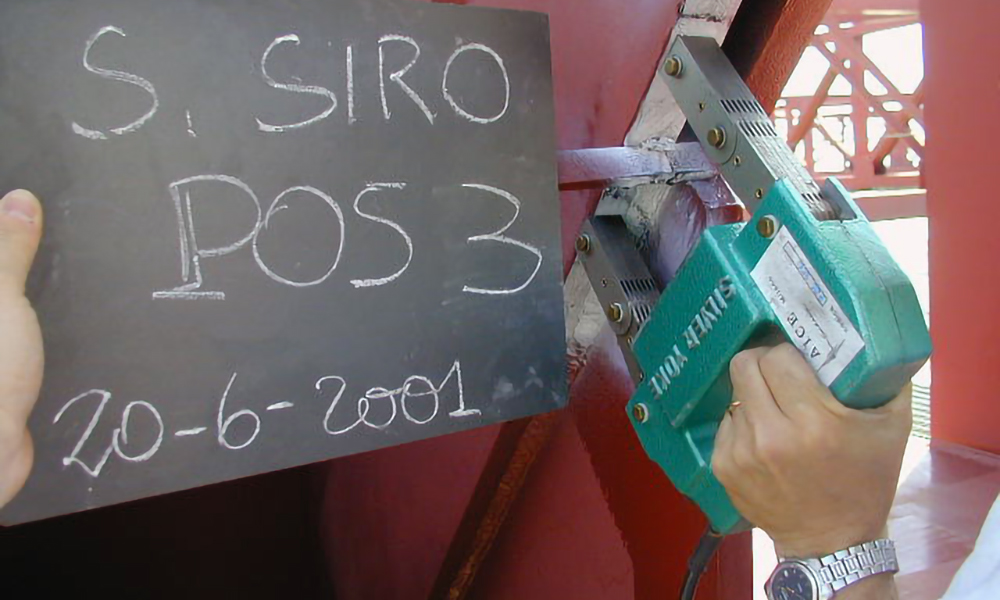 S. SIRO
POS 3
20-6-2001
SILVER YOKE
AICE